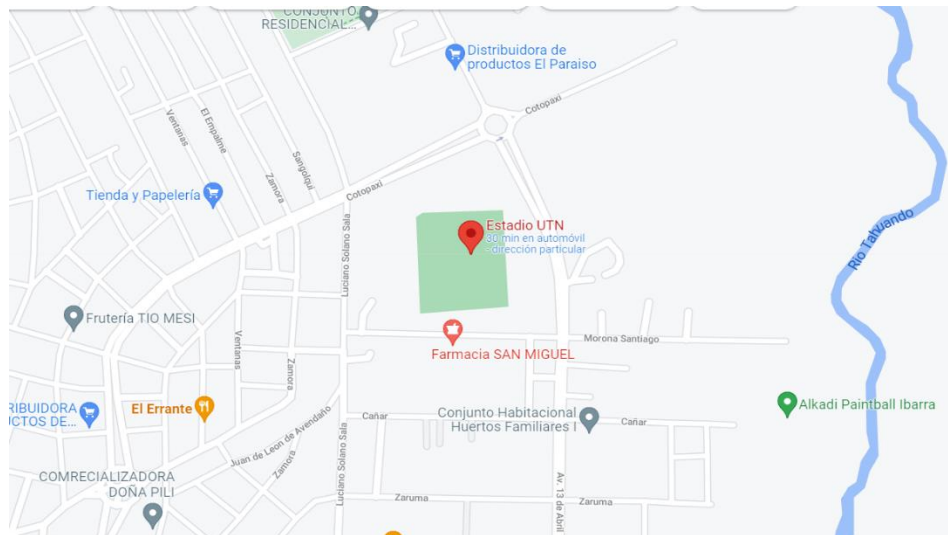 CONJUNTO
RESIDENCIAL...
Distribuidora de
productos El Paraiso
Cotopaxi
El Empalme
Ventanas
Sangolqui
Zamora
Tienda y Papelería
Cotopaxi
Estadio UTN
30 min en automóvil
- dirección particular
Río Tahuando
Luciano Solano Sala
Frutería TIO MESI
Farmacia SAN MIGUEL
Morona Santiago
Ventanas
Zamora
RIBUIDORA
UCTOS DE...
El Errante
Alkadi Paintball Ibarra
Cañar
Conjunto Habitacional
Huertos Familiares I
Cañar
Juan de Leon de Avendaño
Zamora
Luciano Solano Sala
COMRECIALIZADORA
DOÑA PILI
Av. 13 de Abril
Zaruma
Zaruma